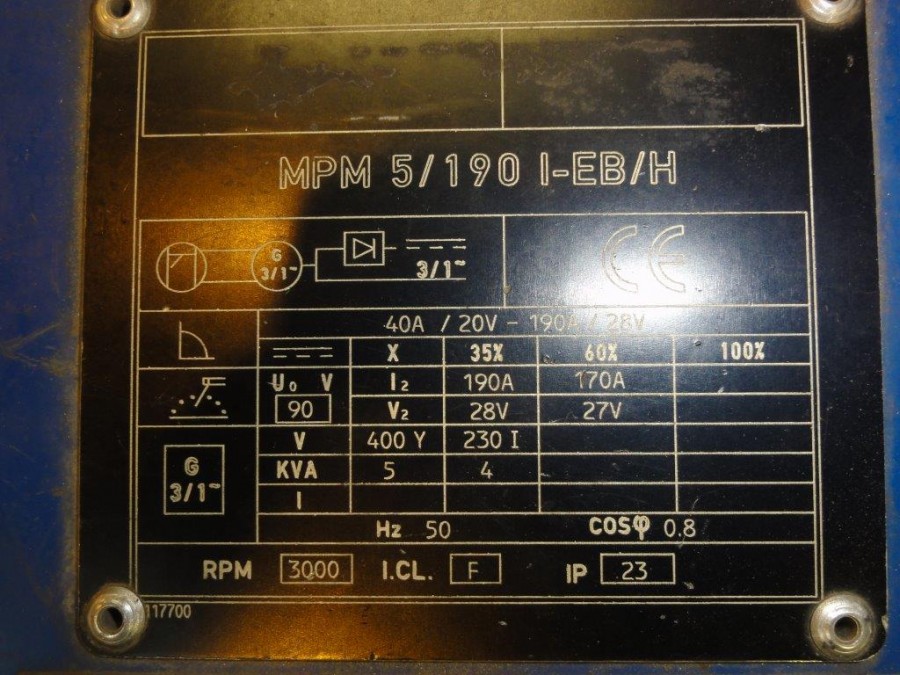 MPM 5/190 I-EB/H
G
3/1~
3/1~
CE
40A / 20V - 190A / 28V
X 35% 60% 100%
U₀ V I₂ 190A 170A
90 V₂ 28V 27V
V 400 Y 230 I
G
3/1~
KVA 5 4
I
Hz 50 COSφ 0.8
RPM 3000 I.CL. F IP 23
117700